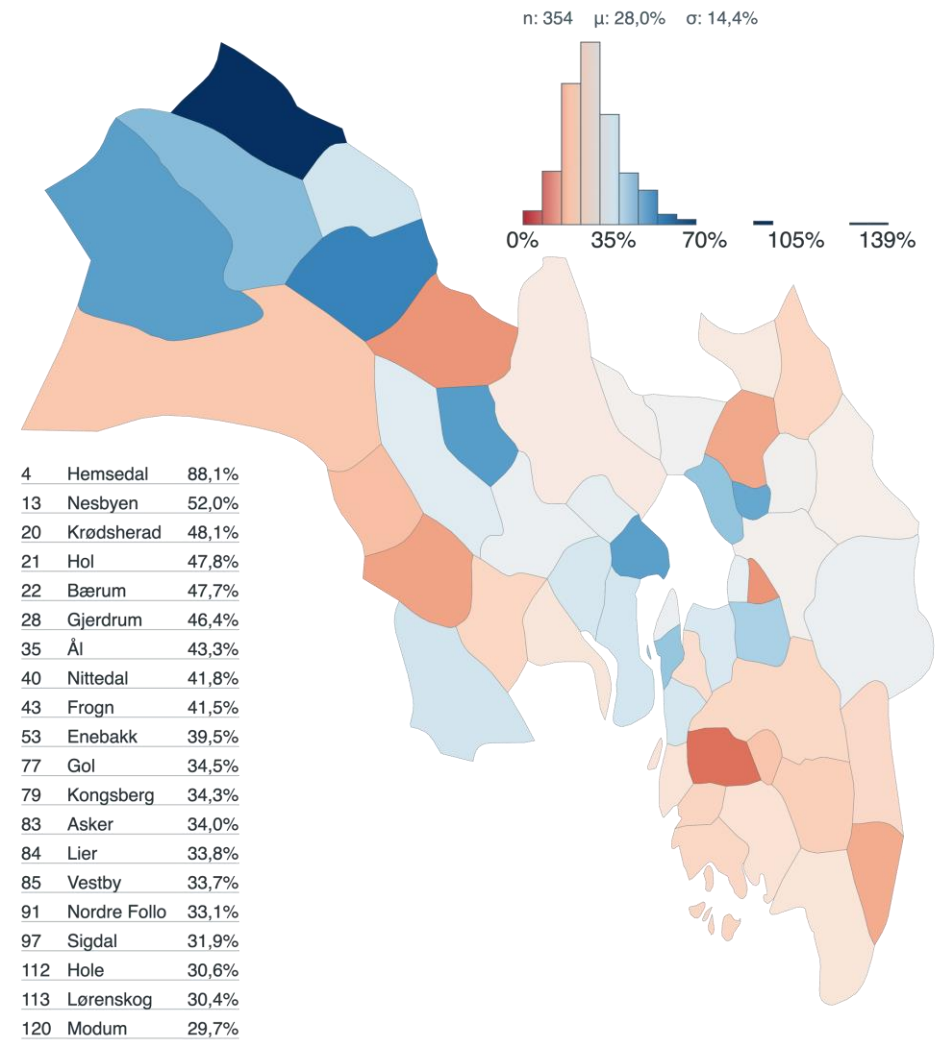 n: 354 μ: 28,0% σ: 14,4%
0% 35% 70% 105% 139%
4 Hemsedal 88,1%
13 Nesbyen 52,0%
20 Krødsherad 48,1%
21 Hol 47,8%
22 Bærum 47,7%
28 Gjerdrum 46,4%
35 Ål 43,3%
40 Nittedal 41,8%
43 Frogn 41,5%
53 Enebakk 39,5%
77 Gol 34,5%
79 Kongsberg 34,3%
83 Asker 34,0%
84 Lier 33,8%
85 Vestby 33,7%
91 Nordre Follo 33,1%
97 Sigdal 31,9%
112 Hole 30,6%
113 Lørenskog 30,4%
120 Modum 29,7%